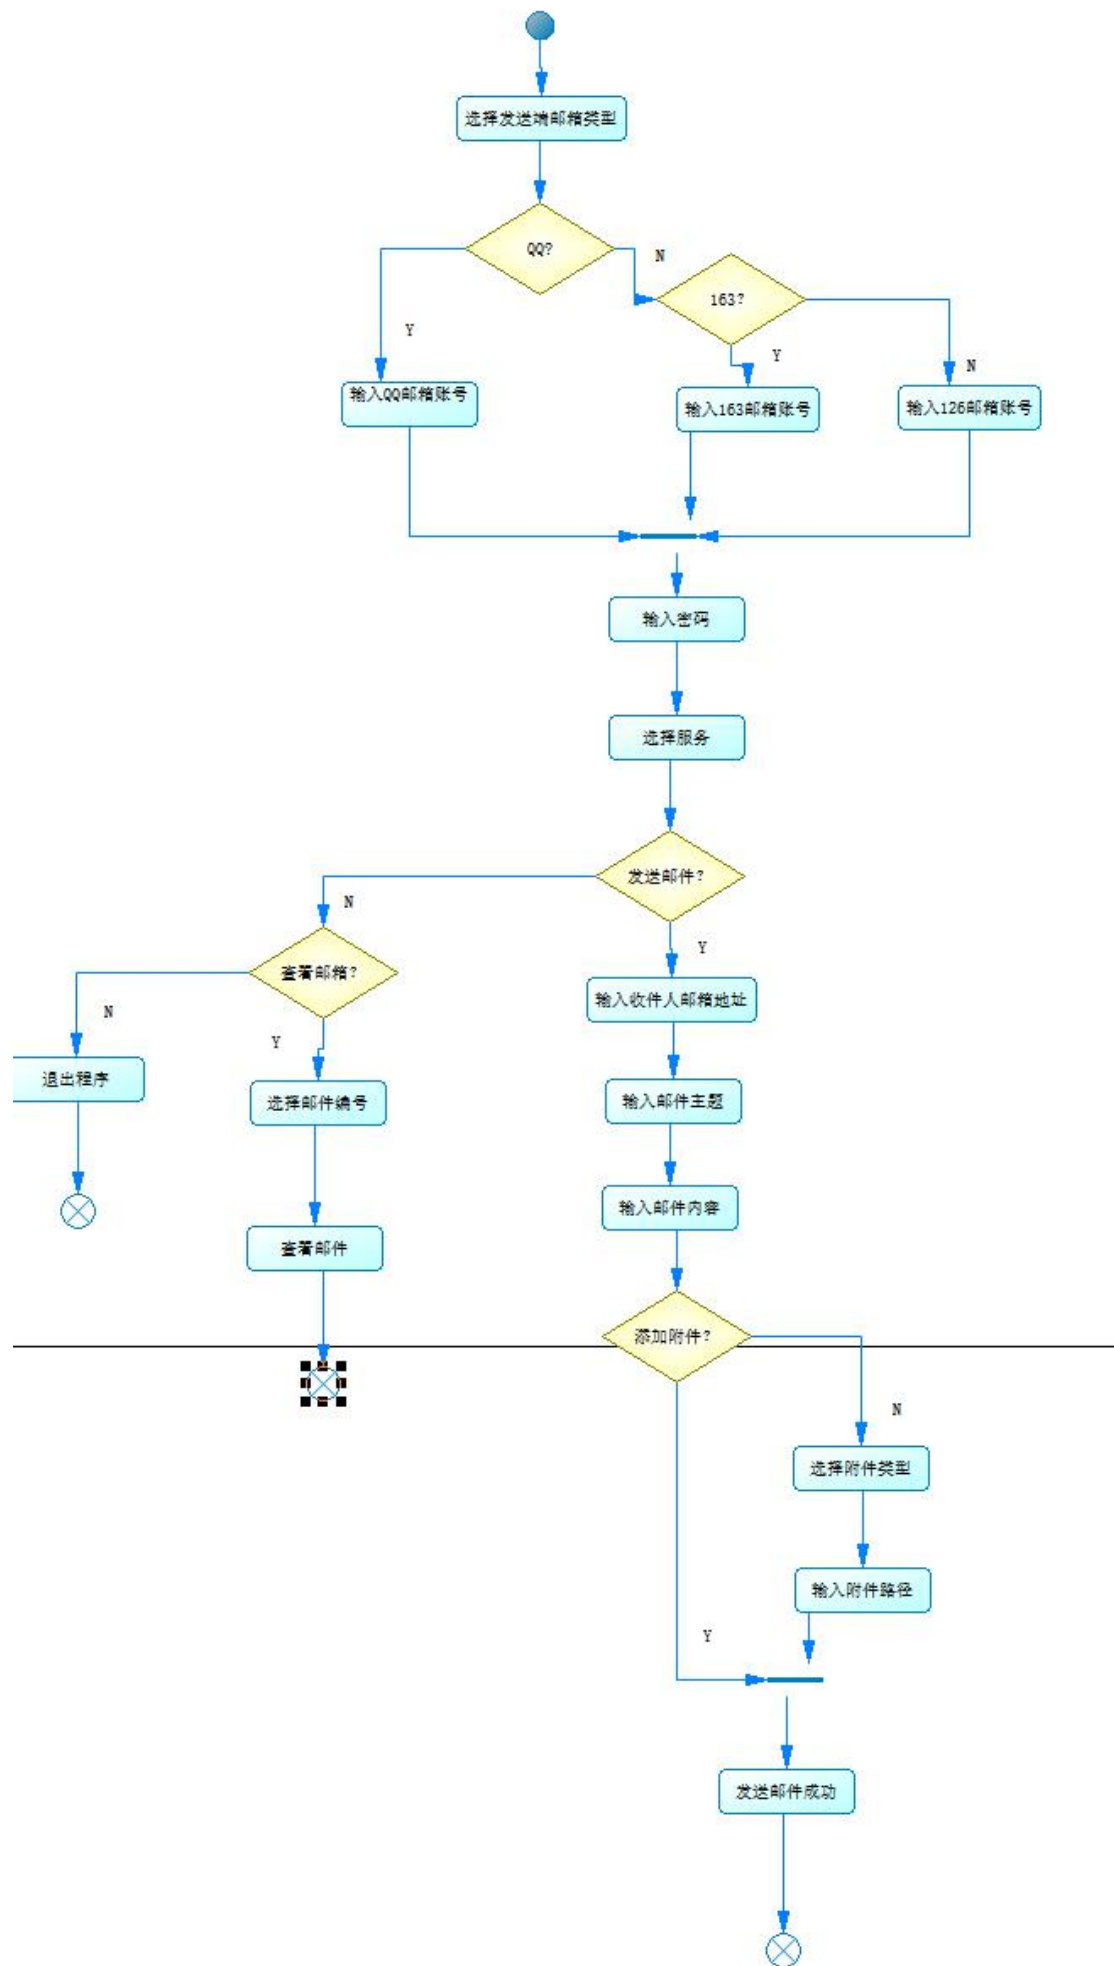 选择发送端邮箱类型
QQ?
N
163?
Y
Y
N
输入QQ邮箱账号
输入163邮箱账号
输入126邮箱账号
输入密码
选择服务
发送邮件?
N
Y
查看邮箱?
输入收件人邮箱地址
N
Y
退出程序
选择邮件编号
输入邮件主题
输入邮件内容
查看邮件
添加附件?
N
选择附件类型
输入附件路径
Y
发送邮件成功